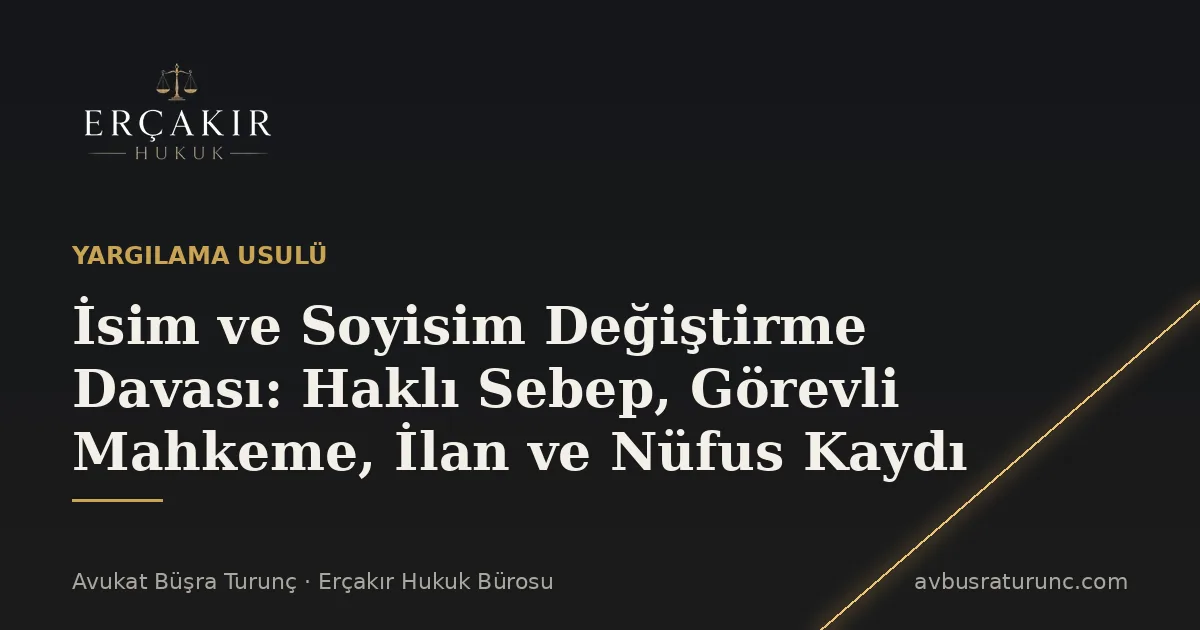 ERÇAKIR
HUKUK
YARGILAMA USULÜ
İsim ve Soyisim Değiştirme
Davası: Haklı Sebep, Görevli
Mahkeme, İlan ve Nüfus Kaydı
Avukat Büşra Turunç · Erçakır Hukuk Bürosu
avbusraturunc.com